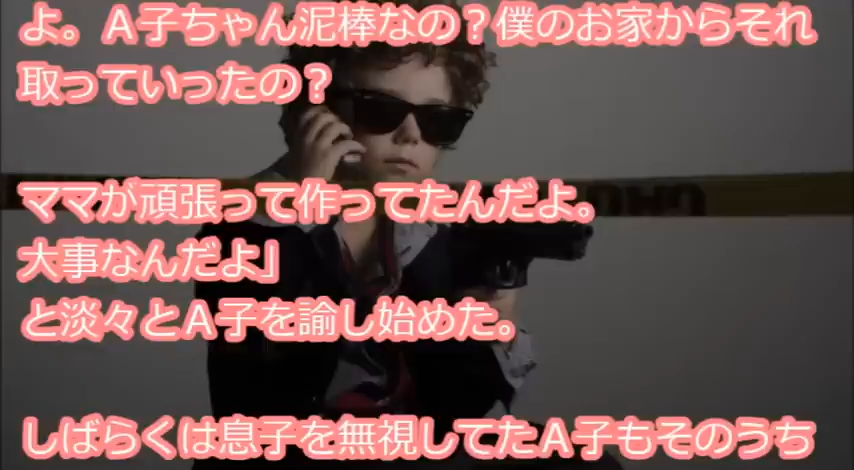 よ。Ａ子ちゃん泥棒なの？僕のお家からそれ
取っていったの？
ママが頑張って作ってたんだよ。
大事なんだよ」
と淡々とＡ子を諭し始めた。
しばらくは息子を無視してたＡ子もそのうち